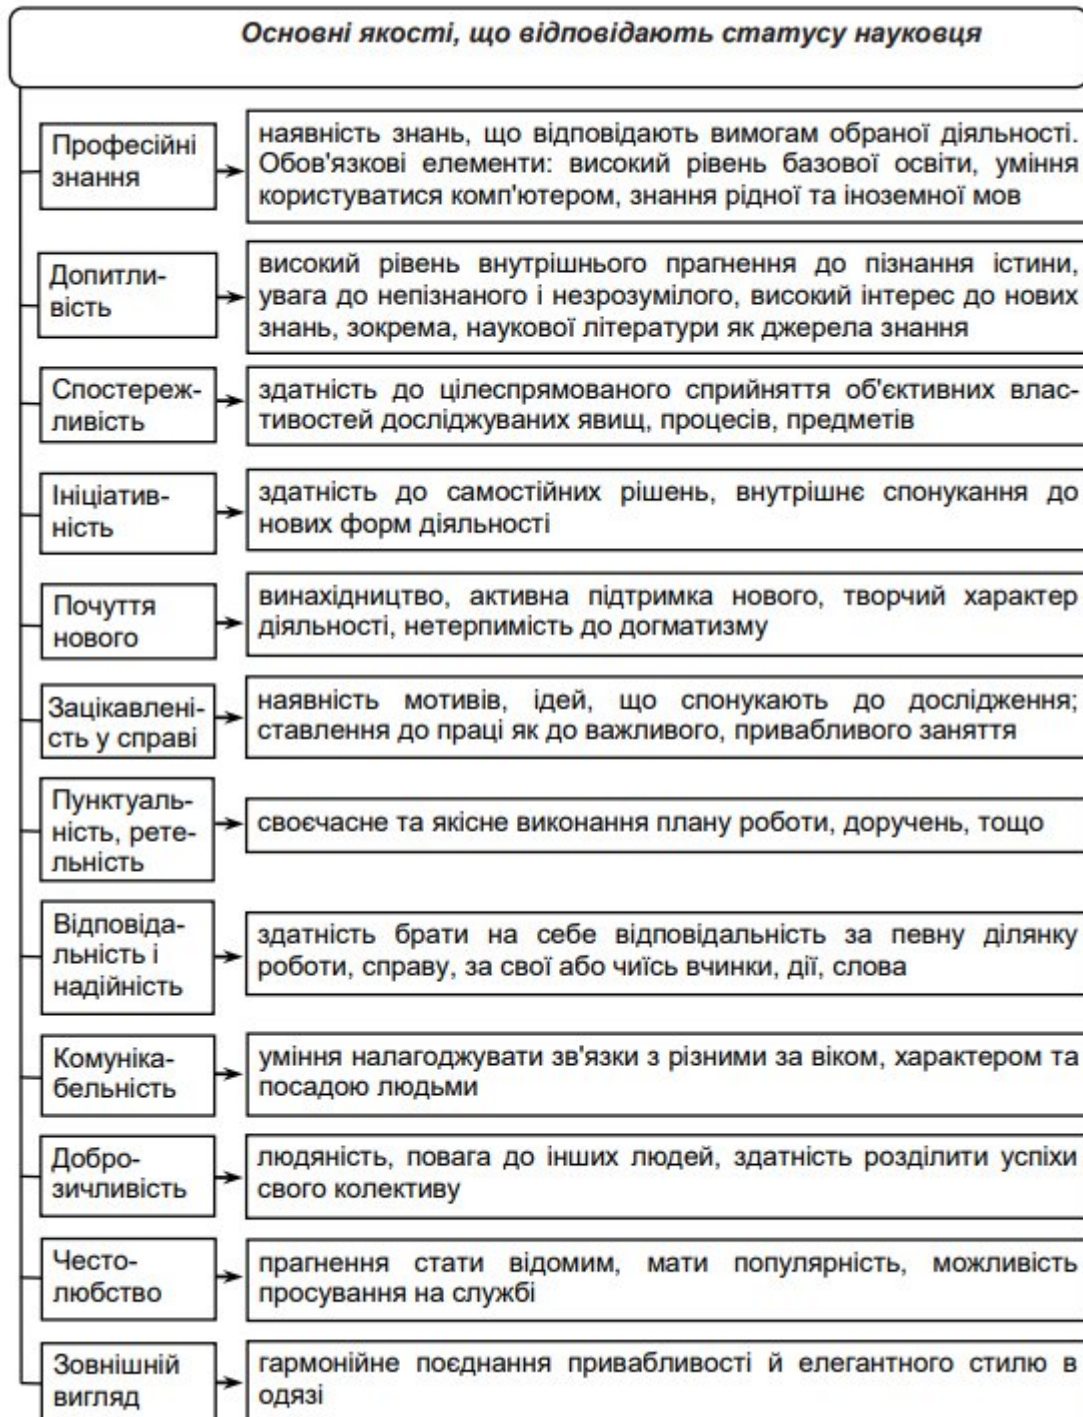 Основні якості, що відповідають статусу науковця
Професійні
знання
наявність знань, що відповідають вимогам обраної діяльності.
Обов'язкові елементи: високий рівень базової освіти, уміння
користуватися комп'ютером, знання рідної та іноземної мов
Допитли-
вість
високий рівень внутрішнього прагнення до пізнання істини,
увага до непізнаного і незрозумілого, високий інтерес до нових
знань, зокрема, наукової літератури як джерела знання
Спостереж-
ливість
здатність до цілеспрямованого сприйняття об'єктивних влас-
тивостей досліджуваних явищ, процесів, предметів
Ініціатив-
ність
здатність до самостійних рішень, внутрішнє спонукання до
нових форм діяльності
Почуття
нового
винахідництво, активна підтримка нового, творчий характер
діяльності, нетерпимість до догматизму
Зацікавлені-
сть у справі
наявність мотивів, ідей, що спонукають до дослідження;
ставлення до праці як до важливого, привабливого заняття
Пунктуаль-
ність, рете-
льність
своєчасне та якісне виконання плану роботи, доручень, тощо
Відповіда-
льність і
надійність
здатність брати на себе відповідальність за певну ділянку
роботи, справу, за свої або чиїсь вчинки, дії, слова
Комуніка-
бельність
уміння налагоджувати зв'язки з різними за віком, характером та
посадою людьми
Добро-
зичливість
людяність, повага до інших людей, здатність розділити успіхи
свого колективу
Често-
любство
прагнення стати відомим, мати популярність, можливість
просування на службі
Зовнішній
вигляд
гармонійне поєднання привабливості й елегантного стилю в
одязі